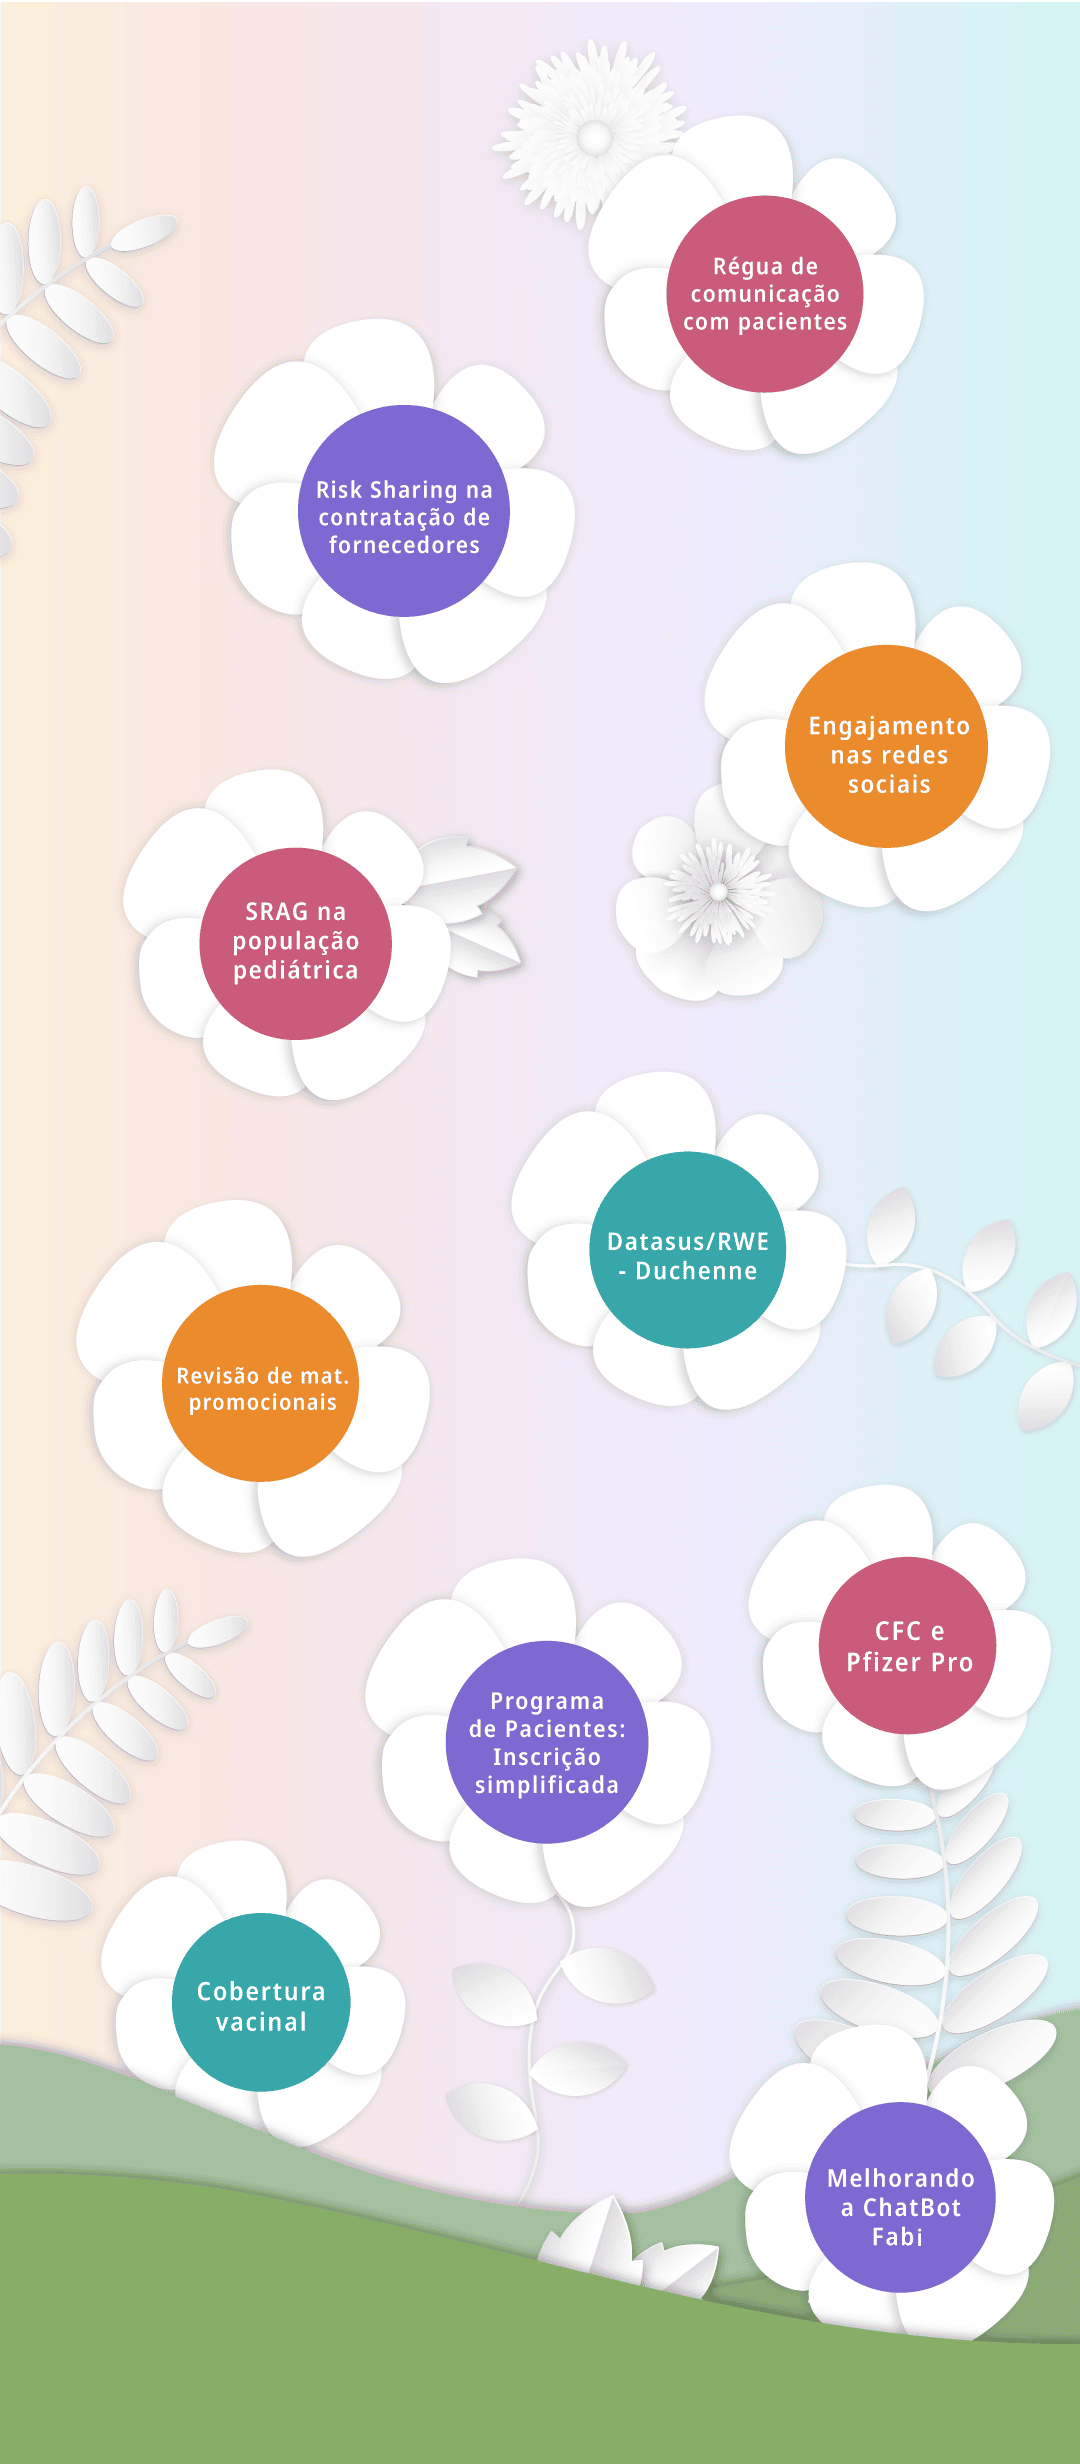 Régua de
comunicação
com pacientes
Risk Sharing na
contratação de
fornecedores
Engajamento
nas redes
sociais
SRAG na
população
pediátrica
Datasus/RWE
- Duchenne
Revisão de mat.
promocionais
CFC e
Pfizer Pro
Programa
de Pacientes:
Inscrição
simplificada
Cobertura
vacinal
Melhorando
a ChatBot
Fabi